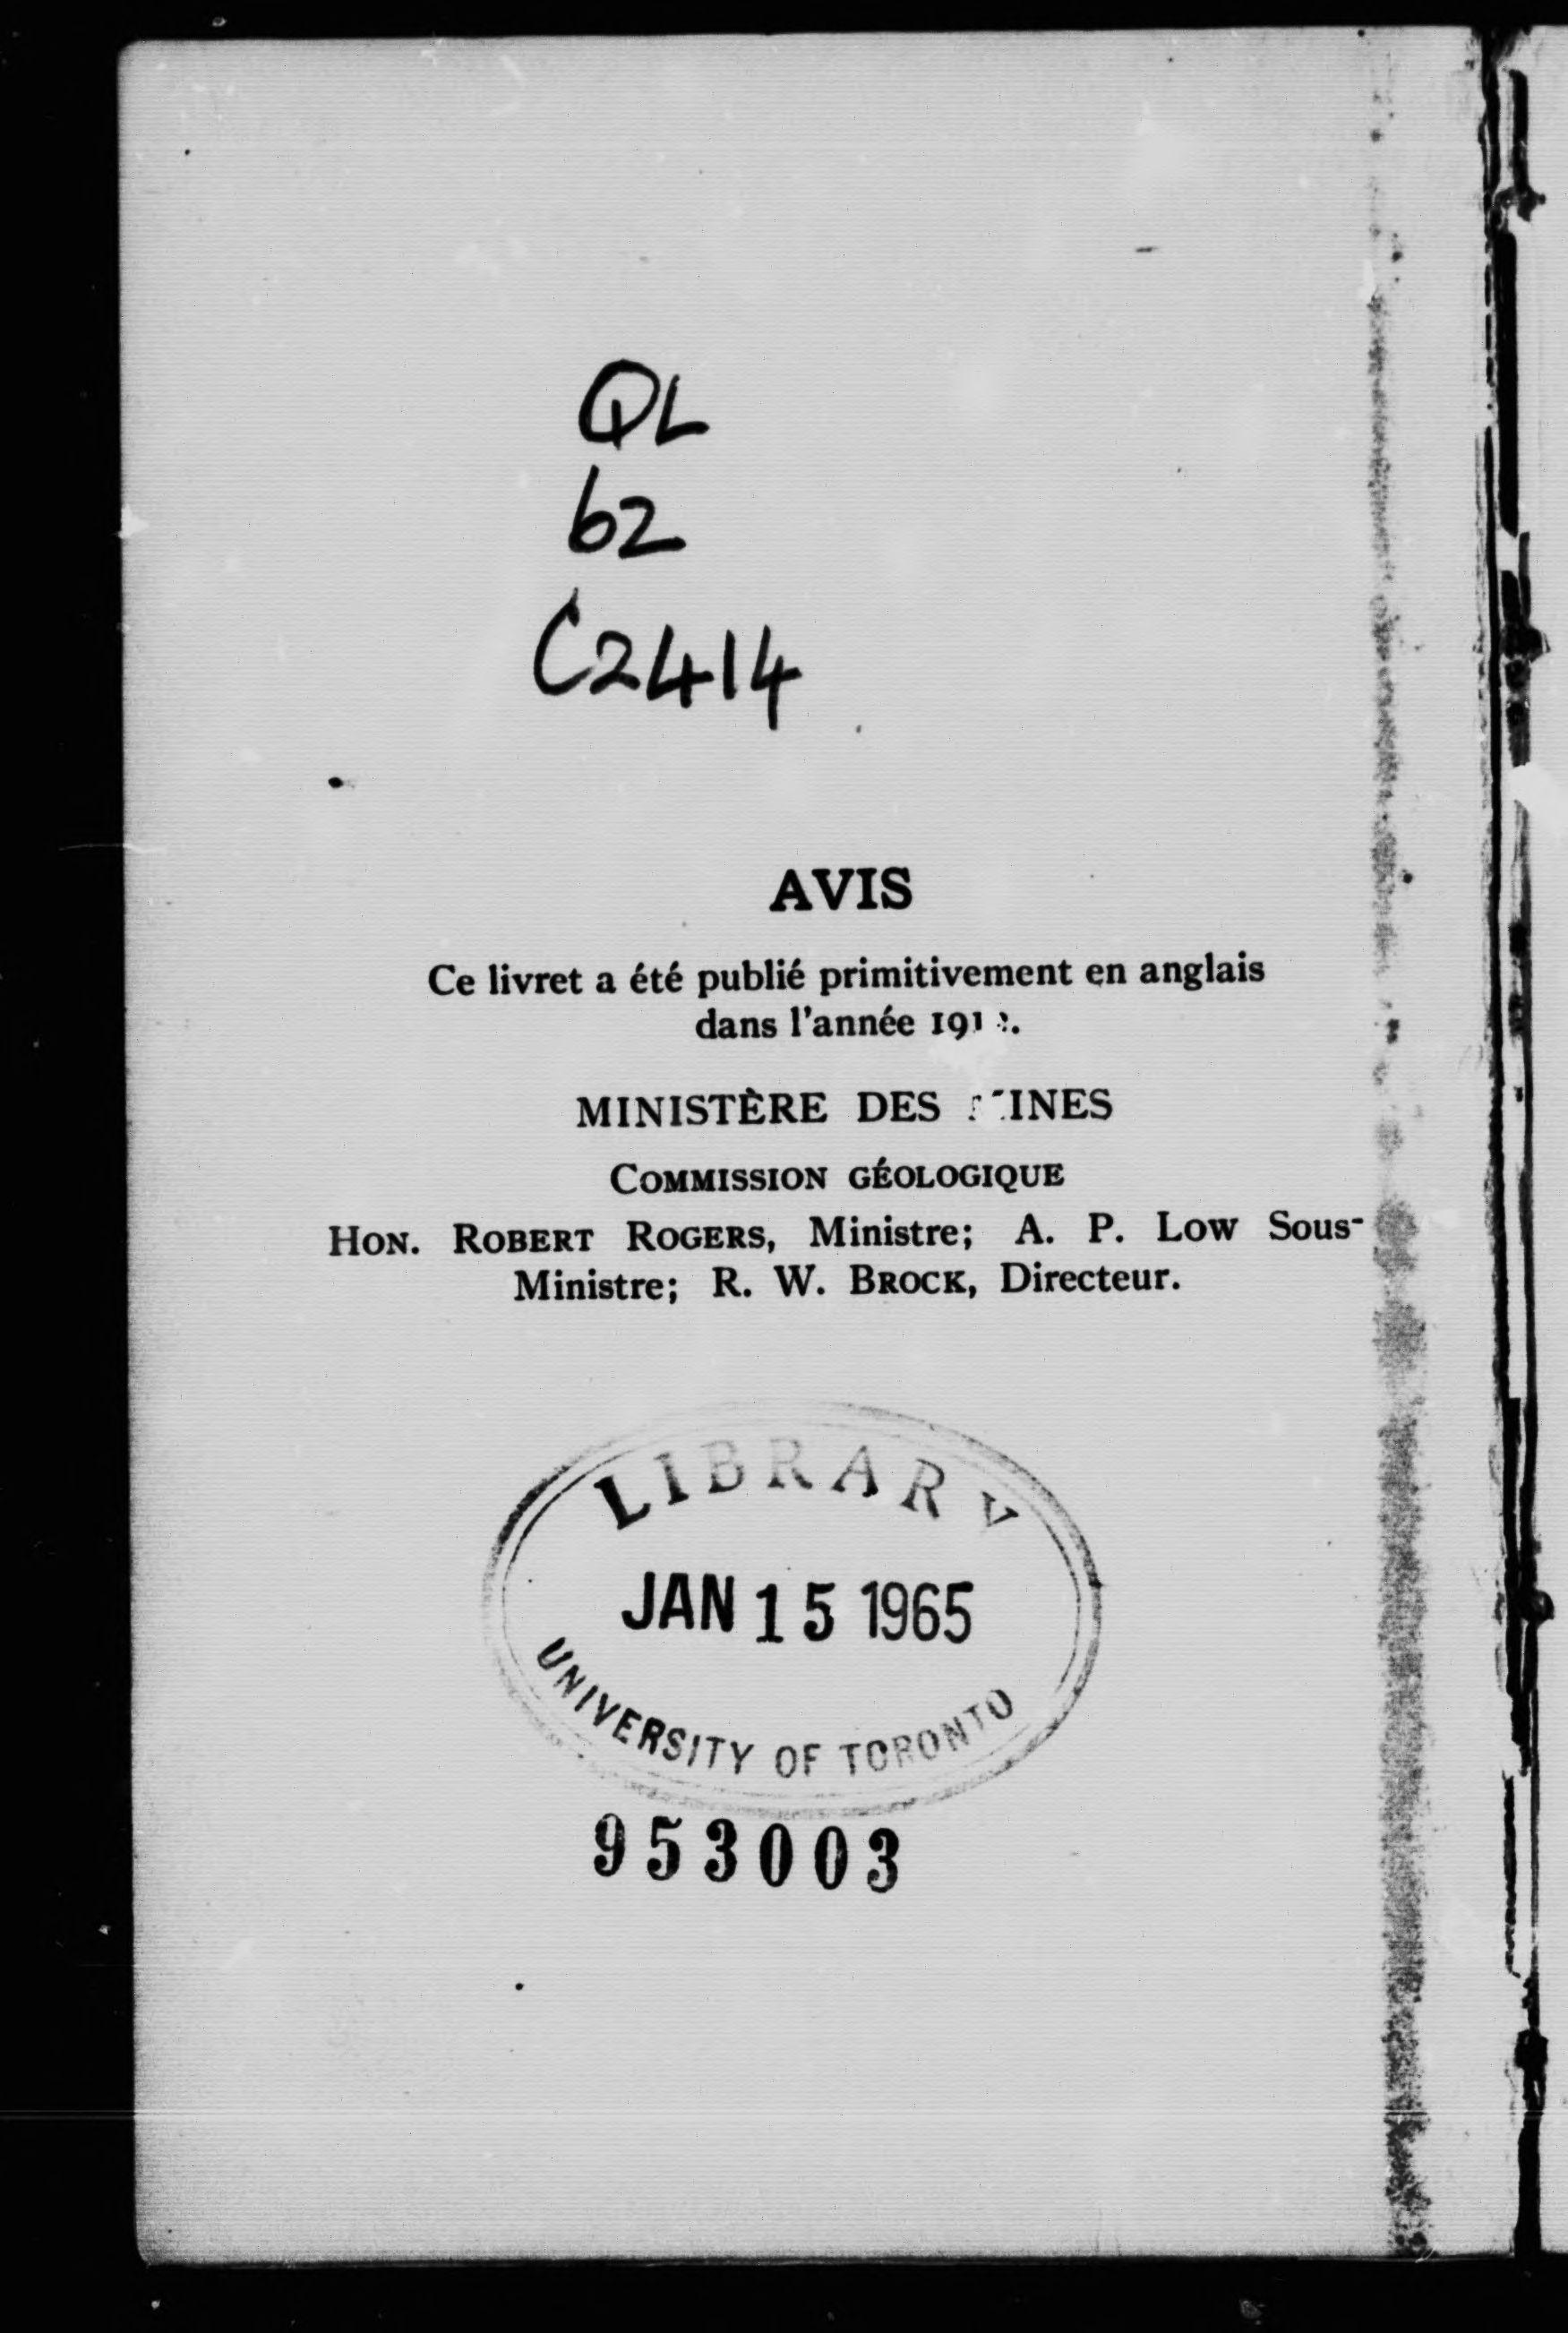 QL
62
C2414
AVIS
Ce livret a été publié primitivement en anglais
dans l'année
MINISTÈRE DES
COMMISSION GÉOLOGIQUE
HON. ROBERT ROGERS, Ministre; A. P. LOW Sous-
Ministre; R. W. BROCK, Directeur.
LIBRARY
JAN 15 1965
UNIVERSITY OF TORONTO
953003